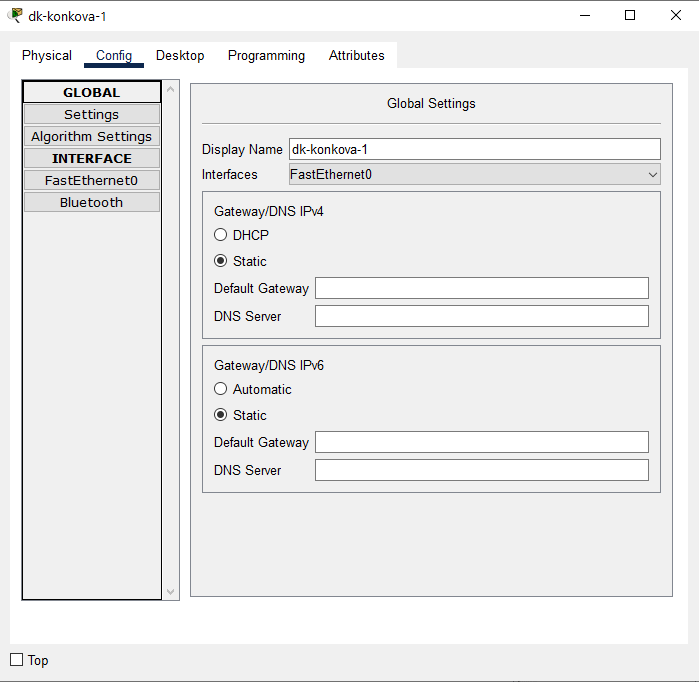 dk-konkova-1
Physical Config Desktop Programming Attributes
GLOBAL
Settings
Algorithm Settings
INTERFACE
FastEthernet0
Bluetooth
Global Settings
Display Name dk-konkova-1
Interfaces FastEthernet0
Gateway/DNS IPv4
DHCP
Static
Default Gateway
DNS Server
Gateway/DNS IPv6
Automatic
Static
Default Gateway
DNS Server
Top